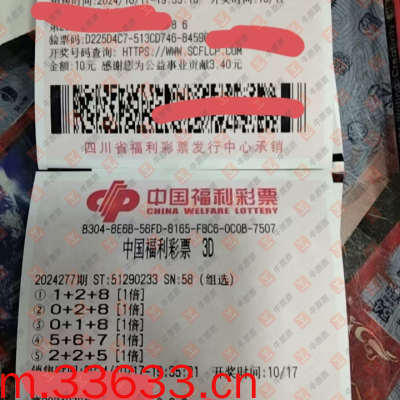 验票码:D22504C7-513CD746-84590
开奖号码查询: HTTPS://WWW.SCFLCP.COM
金额:10元 感谢您为公益事业贡献3.40元
四川省福利彩票发行中心承销
中国福利彩票
CHINA WELFARE LOTTERY
B304-8E6B-56FD-8165-FBC6-0C0B-7507
中国福利彩票 3D
2024277期 ST:51290233 SN:58 (组选)
① 1+2+8 [1倍]
② 0+2+8 [1倍]
③ 0+1+8 [1倍]
④ 5+6+7 [1倍]
⑤ 2+2+5 [1倍]
开奖时间:10/17
m.33633.cn